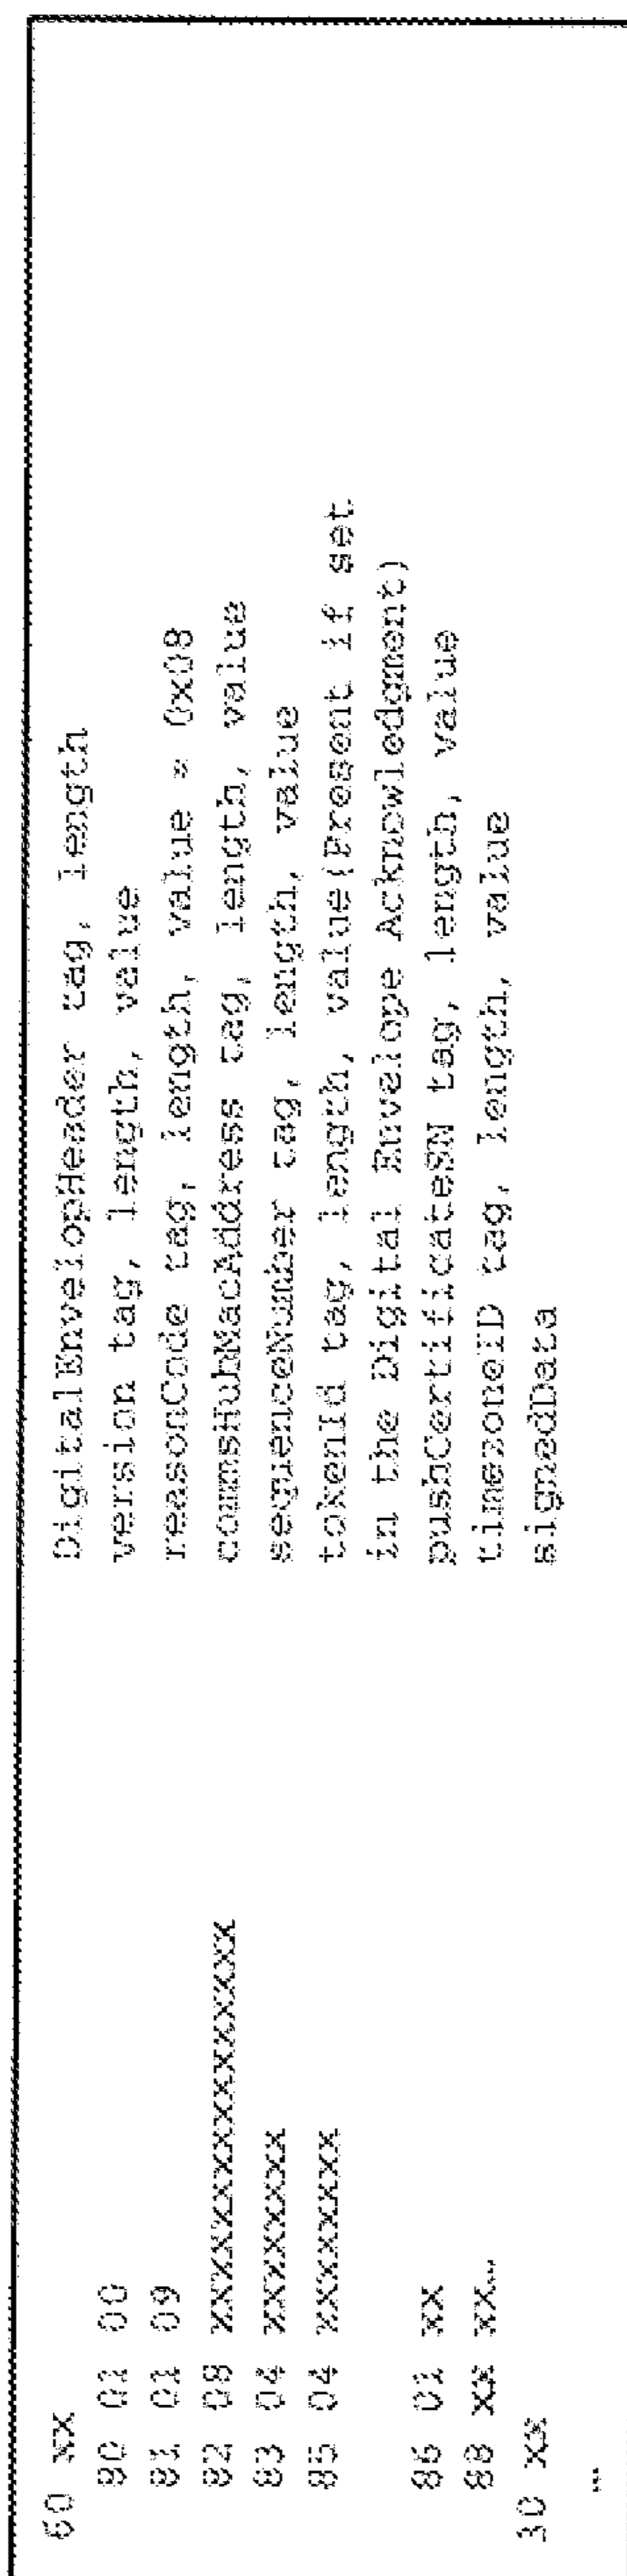 60 xx DigitalEnvelopHeader tag, length
80 01 00 version tag, length, value
81 01 09 reasonCode tag, length, value = 0x08
82 08 xxxxxxxxxxxxxxxx commsHubMacAddress tag, length, value
83 04 xxxxxxxx sequenceNumber tag, length, value
85 04 xxxxxxxx tokenId tag, length, value(Present if set
in the Digital Envelope Acknowledgment)
86 01 xx pushCertificateSN tag, length, value
88 xx xx… timezoneID tag, length, value
30 xx signedData
…